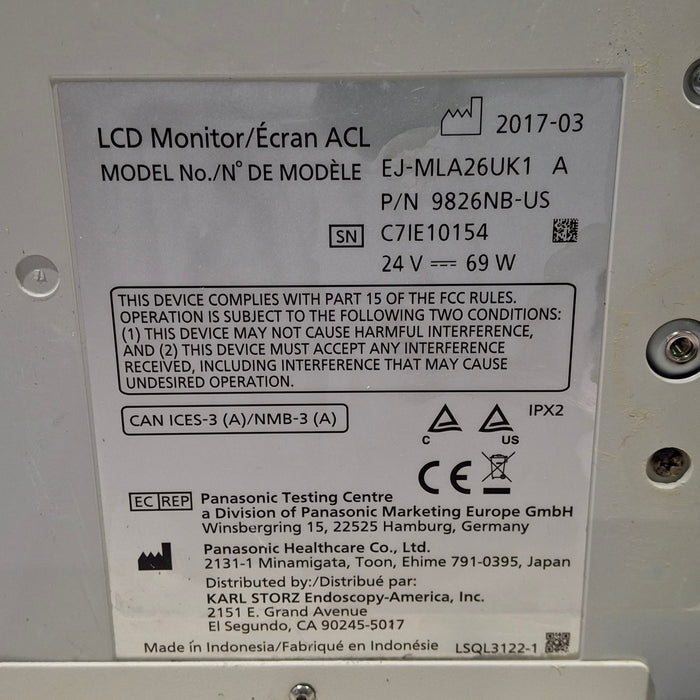 2017-03
LCD Monitor/Écran ACL
MODEL No./N° DE MODÈLE EJ-MLA26UK1 A
P/N 9826NB-US
SN C7IE10154
24 V ⎓ 69 W
THIS DEVICE COMPLIES WITH PART 15 OF THE FCC RULES.
OPERATION IS SUBJECT TO THE FOLLOWING TWO CONDITIONS:
(1) THIS DEVICE MAY NOT CAUSE HARMFUL INTERFERENCE,
AND (2) THIS DEVICE MUST ACCEPT ANY INTERFERENCE
RECEIVED, INCLUDING INTERFERENCE THAT MAY CAUSE
UNDESIRED OPERATION.
CAN ICES-3 (A)/NMB-3 (A)
IPX2
C US
CE
EC REP Panasonic Testing Centre
a Division of Panasonic Marketing Europe GmbH
Winsbergring 15, 22525 Hamburg, Germany
Panasonic Healthcare Co., Ltd.
2131-1 Minamigata, Toon, Ehime 791-0395, Japan
Distributed by:/Distribué par:
KARL STORZ Endoscopy-America, Inc.
2151 E. Grand Avenue
El Segundo, CA 90245-5017
Made in Indonesia/Fabriqué en Indonésie LSQL3122-1